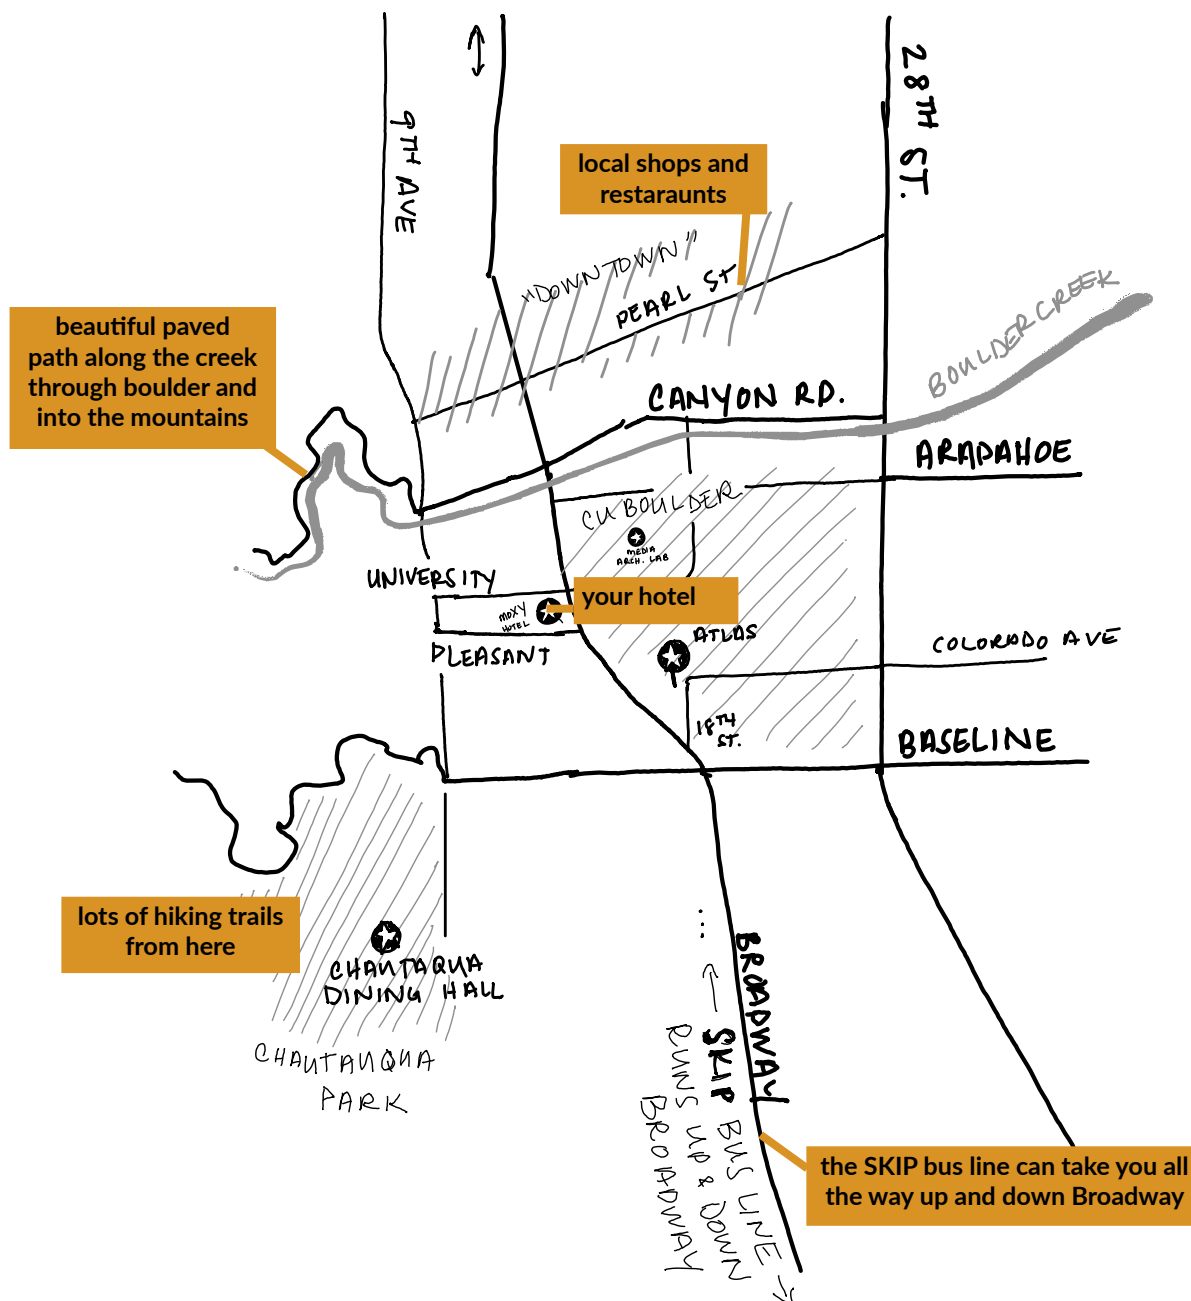 9TH AVE
28TH ST.
local shops and
restaraunts
"DOWNTOWN"
PEARL ST
BOULDER CREEK
beautiful paved
path along the creek
through boulder and
into the mountains
CANYON RD.
ARAPAHOE
CU BOULDER
MEDIA
ARCH. LAB
UNIVERSITY
MOXY
HOTEL
your hotel
PLEASANT
ATLAS
COLORADO AVE
18TH
ST.
BASELINE
lots of hiking trails
from here
CHAUTAQUA
DINING HALL
CHAUTAUQUA
PARK
BROADWAY
... ← SKIP BUS LINE →
RUNS UP & DOWN
BROADWAY
the SKIP bus line can take you all
the way up and down Broadway